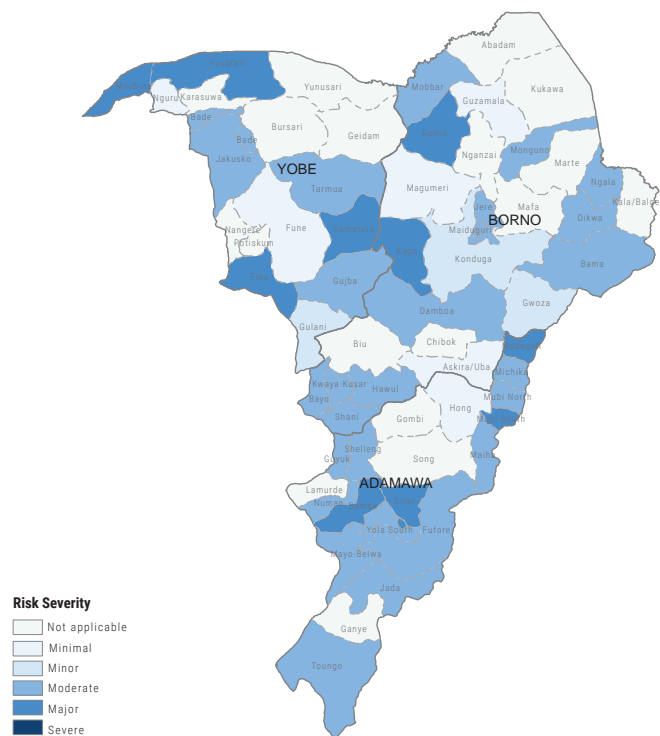 Abadam
Yusufari
Machina
Yunusari
Mobbar
Kukawa
Nguru
Karasuwa
Guzamala
Bade
Bursari
Geidam
Gubio
Bade
Nganzai
Monguno
Marte
Jakusko
YOBE
Tarmua
Magumeri
Ngala
Jere
Mafa
Kala/Balge
BORNO
Dikwa
Nangere
Fune
Damaturu
Maiduguri
Potiskum
Kaga
Konduga
Bama
Fika
Gujba
Damboa
Gwoza
Gulani
Biu
Chibok
Madagali
Askira/Uba
Michika
Kwaya Kusar
Hawul
Mubi North
Bayo
Hong
Shani
Gombi
Mubi South
Shelleng
Guyuk
Song
Maiha
ADAMAWA
Lamurde
Numan
Demsa
Girei
Yola South
Fufore
Mayo-Belwa
Jada
Risk Severity
Not applicable
Minimal
Minor
Moderate
Major
Severe
Ganye
Toungo